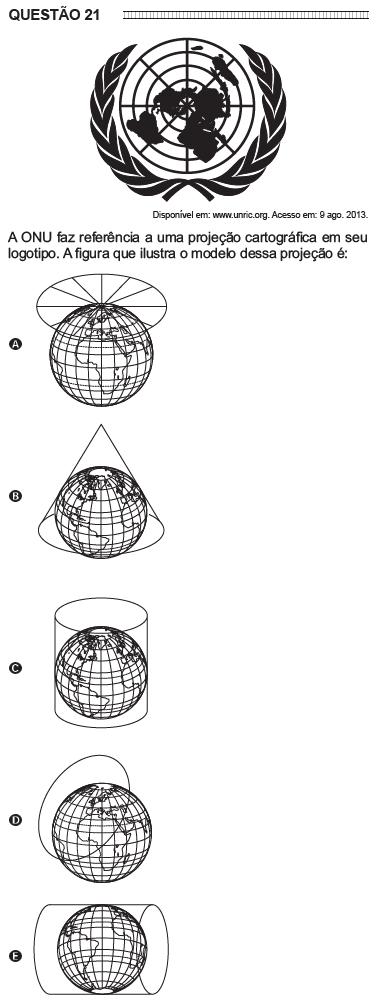 QUESTÃO 21
Disponível em: www.unric.org. Acesso em: 9 ago. 2013.
A ONU faz referência a uma projeção cartográfica em seu
logotipo. A figura que ilustra o modelo dessa projeção é:
A
B
C
D
E